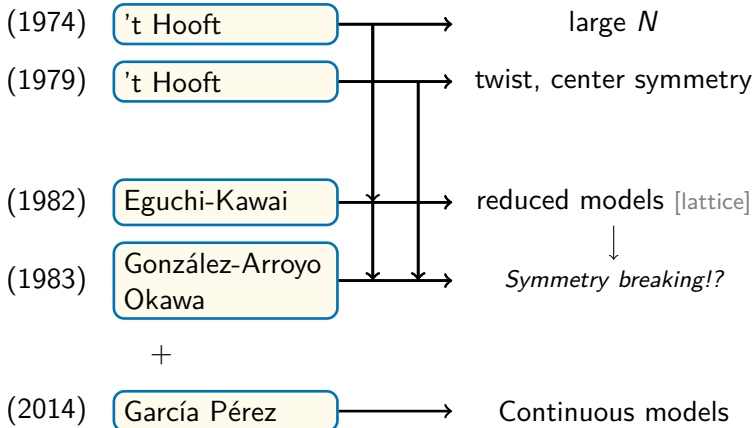 (1974) 't Hooft large N
(1979) 't Hooft twist, center symmetry
(1982) Eguchi-Kawai reduced models [lattice]
(1983) González-Arroyo
Okawa
Symmetry breaking!?
+
(2014) García Pérez Continuous models